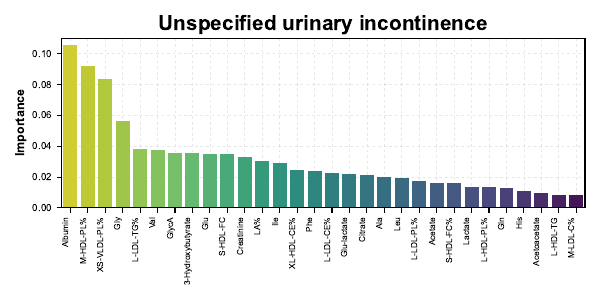 Unspecified urinary incontinence
Importance
0.10
0.08
0.06
0.04
0.02
0.00
Albumin
M-HDL-PL%
XS-VLDL-PL%
Gly
L-LDL-TG%
Val
GlycA
3-Hydroxybutyrate
Glu
S-HDL-FC
Creatinine
LA%
Ile
XL-HDL-CE%
Phe
L-LDL-CE%
Glu-lactate
Citrate
Ala
Leu
L-LDL-PL%
Acetate
S-HDL-FC%
Lactate
L-HDL-PL%
Gln
His
Acetoacetate
L-HDL-TG
M-LDL-C%